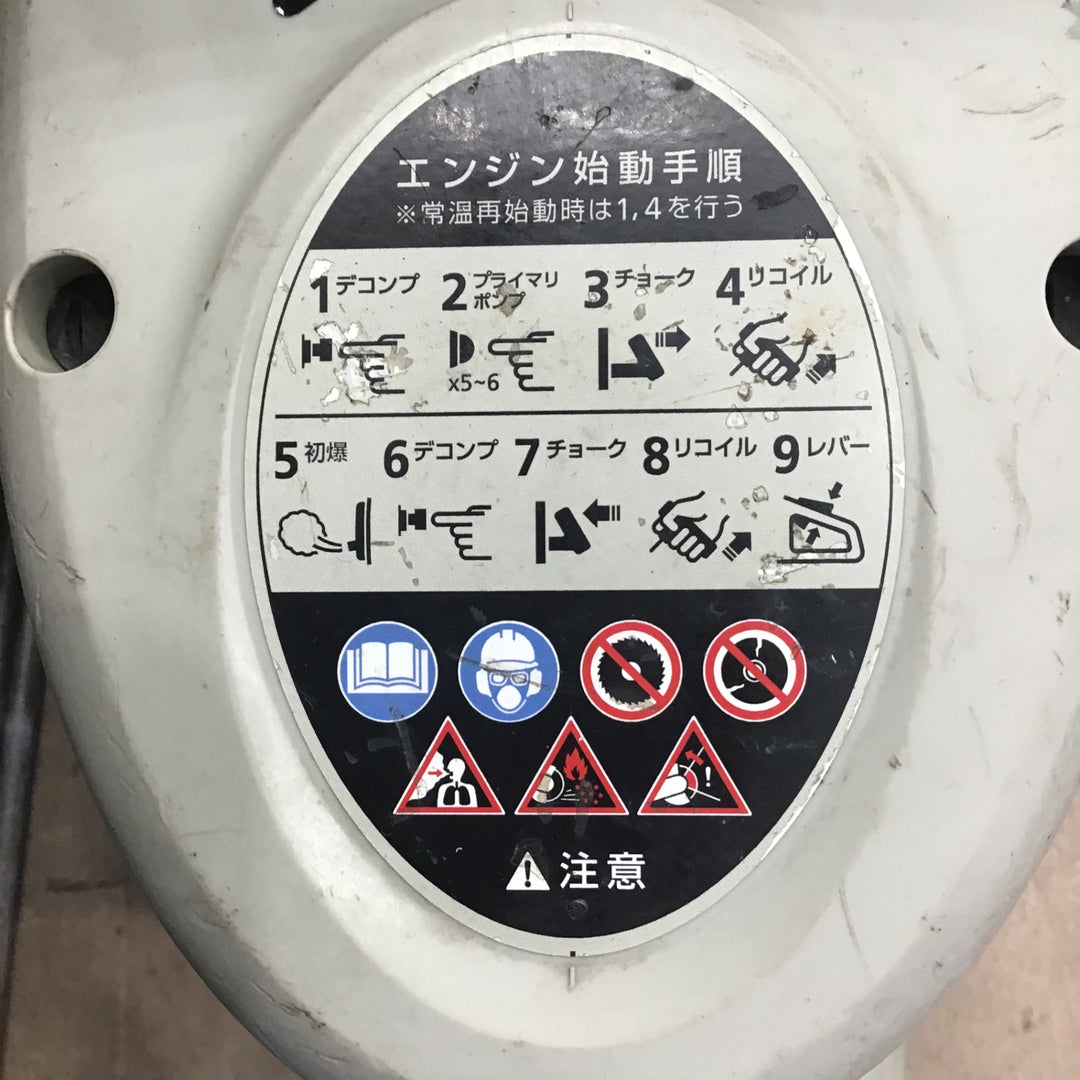 エンジン始動手順
※常温再始動時は1,4を行う
1 デコンプ 2 プライマリポンプ 3 チョーク 4 リコイル
x5~6
5 初爆 6 デコンプ 7 チョーク 8 リコイル 9 レバー
注意